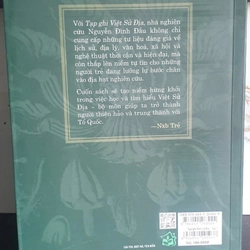 Với Tạp ghi Việt Sử Địa, nhà nghiên
cứu Nguyễn Đình Đầu không chỉ
cung cấp những tư liệu đáng giá về
lịch sử, địa lý, văn hoá, xã hội và
nghệ thuật thời cận và hiện đại, mà
còn thắp lên niềm tự tin cho những
người trẻ đang lưỡng lự bước chân
vào địa hạt nghiên cứu.
Cuốn sách sẽ tạo niềm hứng khởi
trong việc học và tìm hiểu Việt Sử
Địa - bộ môn giúp ta trở thành
người thiện hảo và trung thành với
Tổ Quốc.
—Nxb Trẻ